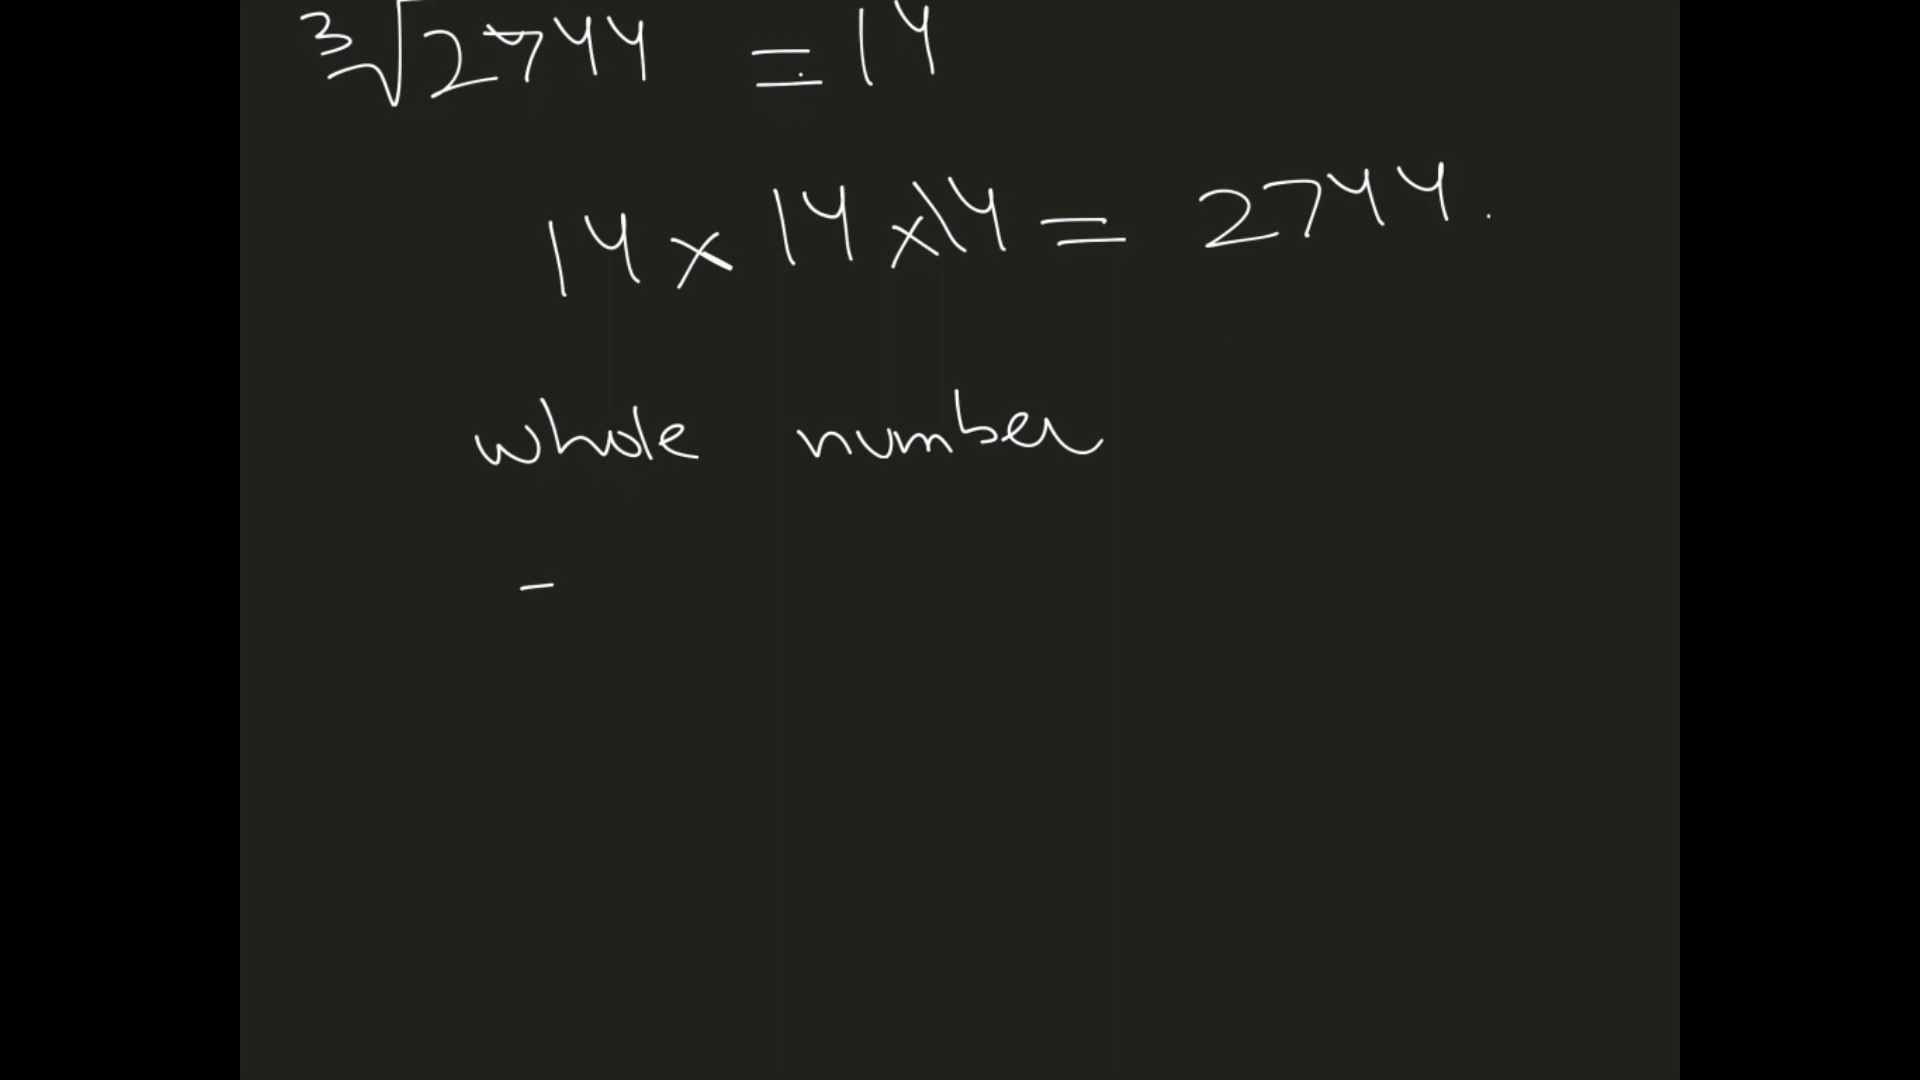 ∛2744 = 14
14 × 14 × 14 = 2744.
whole number
-